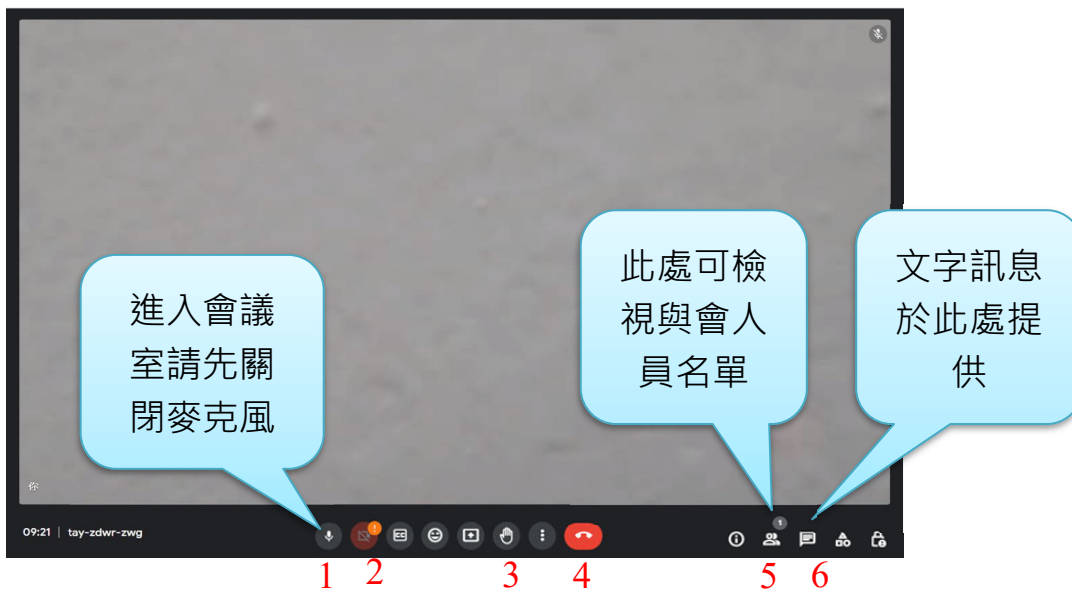 進入會議
室請先關
閉麥克風
此處可檢
視與會人
員名單
文字訊息
於此處提
供
你
09:21 | tay-zdwr-zwg
1
1 2 3 4 5 6